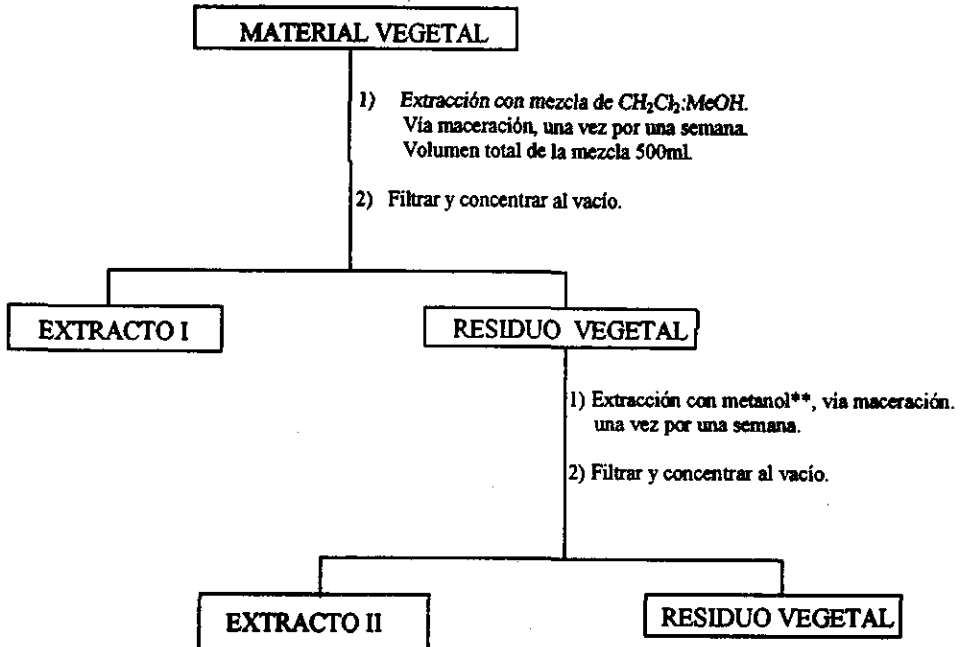 MATERIAL VEGETAL
1) Extracción con mezcla de CH₂Cl₂:MeOH.
Vía maceración, una vez por una semana.
Volumen total de la mezcla 500ml.
2) Filtrar y concentrar al vacío.
EXTRACTO I
RESIDUO VEGETAL
1) Extracción con metanol**, vía maceración.
una vez por una semana.
2) Filtrar y concentrar al vacío.
EXTRACTO II
RESIDUO VEGETAL